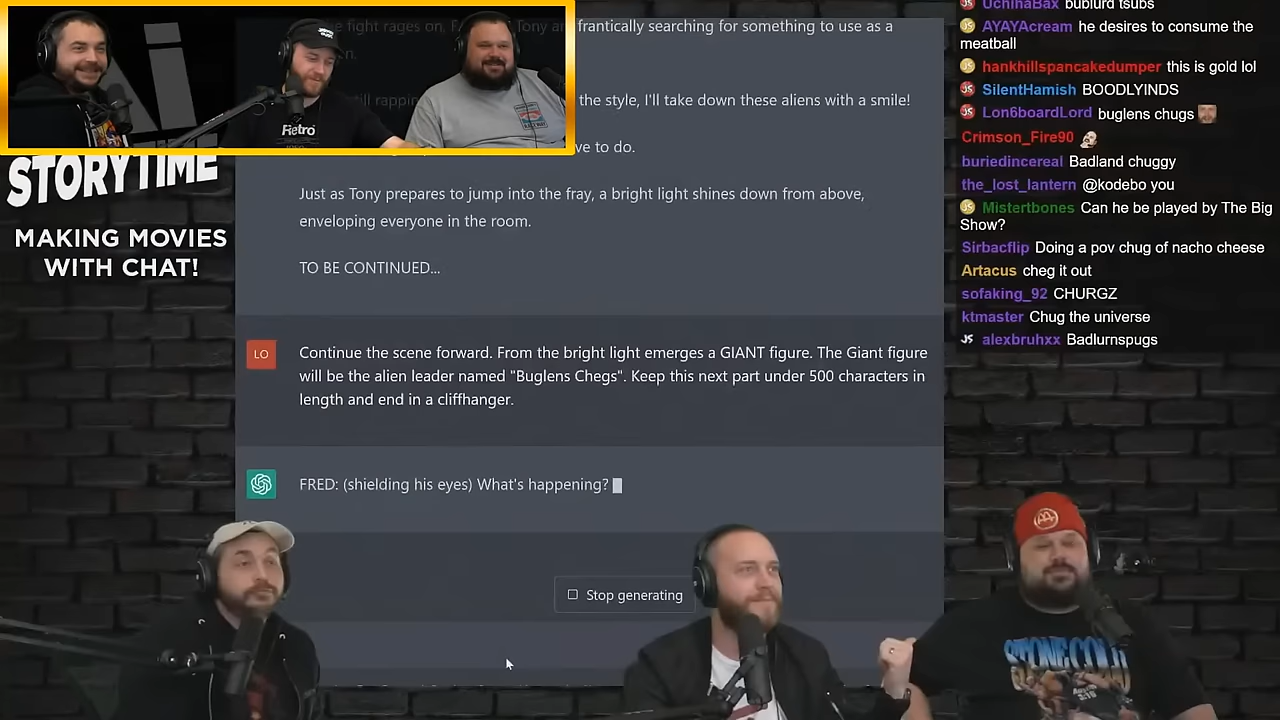 STORYTIME
MAKING MOVIES
WITH CHAT!
e fight rages on, F Tony ar frantically searching for something to use as a
n.
till rappin the style, I'll take down these aliens with a smile!
ve to do.
Just as Tony prepares to jump into the fray, a bright light shines down from above,
enveloping everyone in the room.
TO BE CONTINUED...
LO
Continue the scene forward. From the bright light emerges a GIANT figure. The Giant figure
will be the alien leader named "Buglens Chegs". Keep this next part under 500 characters in
length and end in a cliffhanger.
FRED: (shielding his eyes) What's happening?
Stop generating
UchihaBax bublurd tsubs
AYAYAcream he desires to consume the
meatball
hankhillspancakedumper this is gold lol
SilentHamish BOODLYINDS
Lon6boardLord buglens chugs
Crimson_Fire90
buriedincereal Badland chuggy
the_lost_lantern @kodebo you
Mistertbones Can he be played by The Big
Show?
Sirbacflip Doing a pov chug of nacho cheese
Artacus cheg it out
sofaking_92 CHURGZ
ktmaster Chug the universe
alexbruhxx Badlurnspugs
Retro
STONE COLD